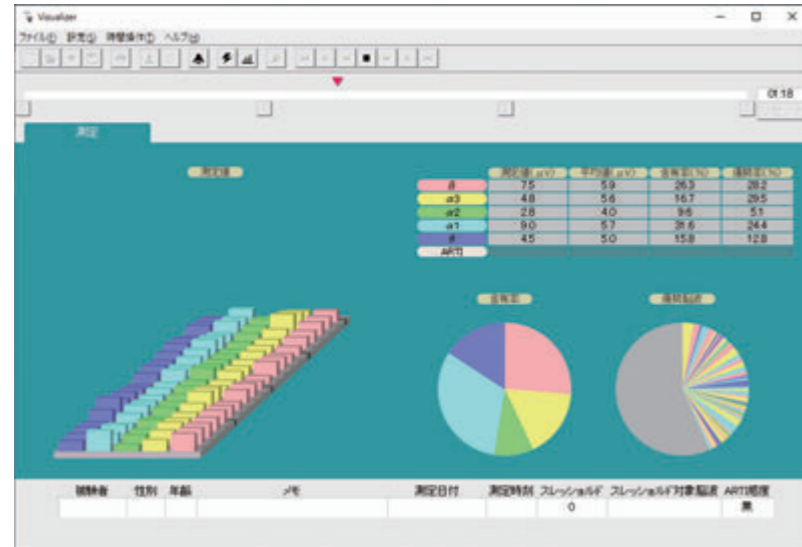 Visualizer
ファイル(F) 設定(S) 時間操作(T) ヘルプ(H)
01:18
測定
測定値
測定値(μV) 平均値(μV) 含有率(%) 優勢率(%)
β 7.5 5.9 26.3 28.2
α3 4.8 5.6 16.7 29.5
α2 2.8 4.0 9.6 5.1
α1 9.0 5.7 31.6 24.4
θ 4.5 5.0 15.8 12.8
ARTI
含有率
被験者 性別 年齢 メモ 測定日付 測定時刻 スレッショルド スレッショルド対象脳波 ARTI感度
0 黒